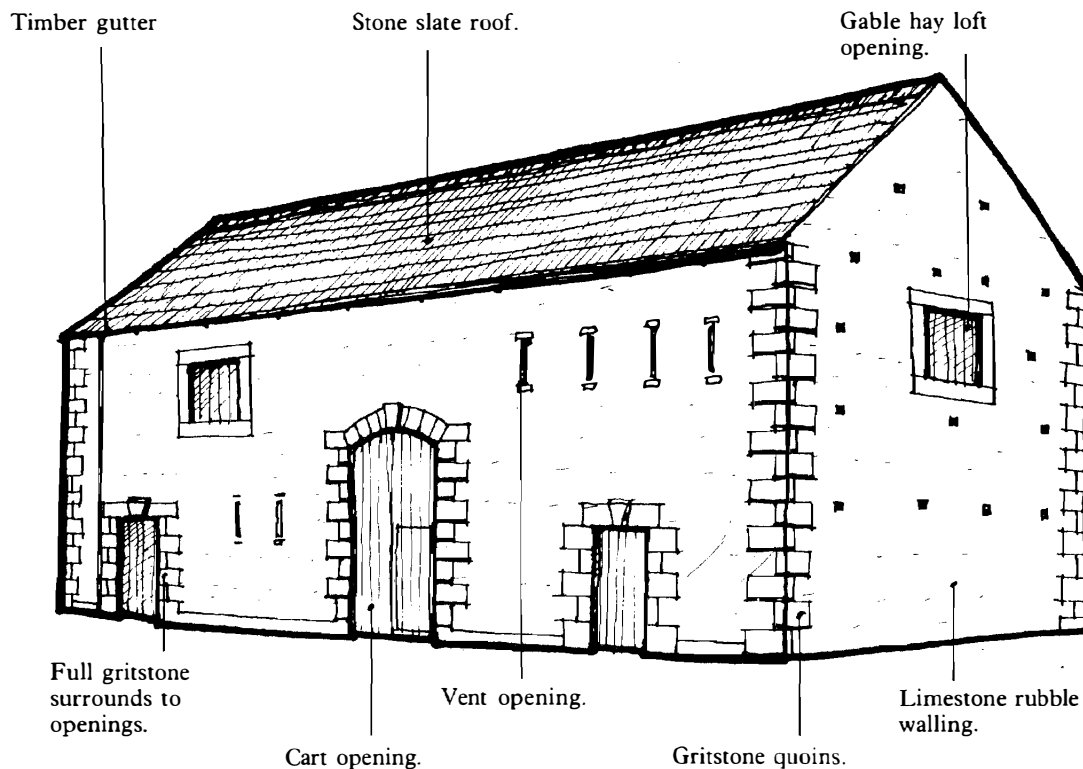 Timber gutter
Stone slate roof.
Gable hay loft
opening.
Full gritstone
surrounds to
openings.
Cart opening.
Vent opening.
Gritstone quoins.
Limestone rubble
walling.